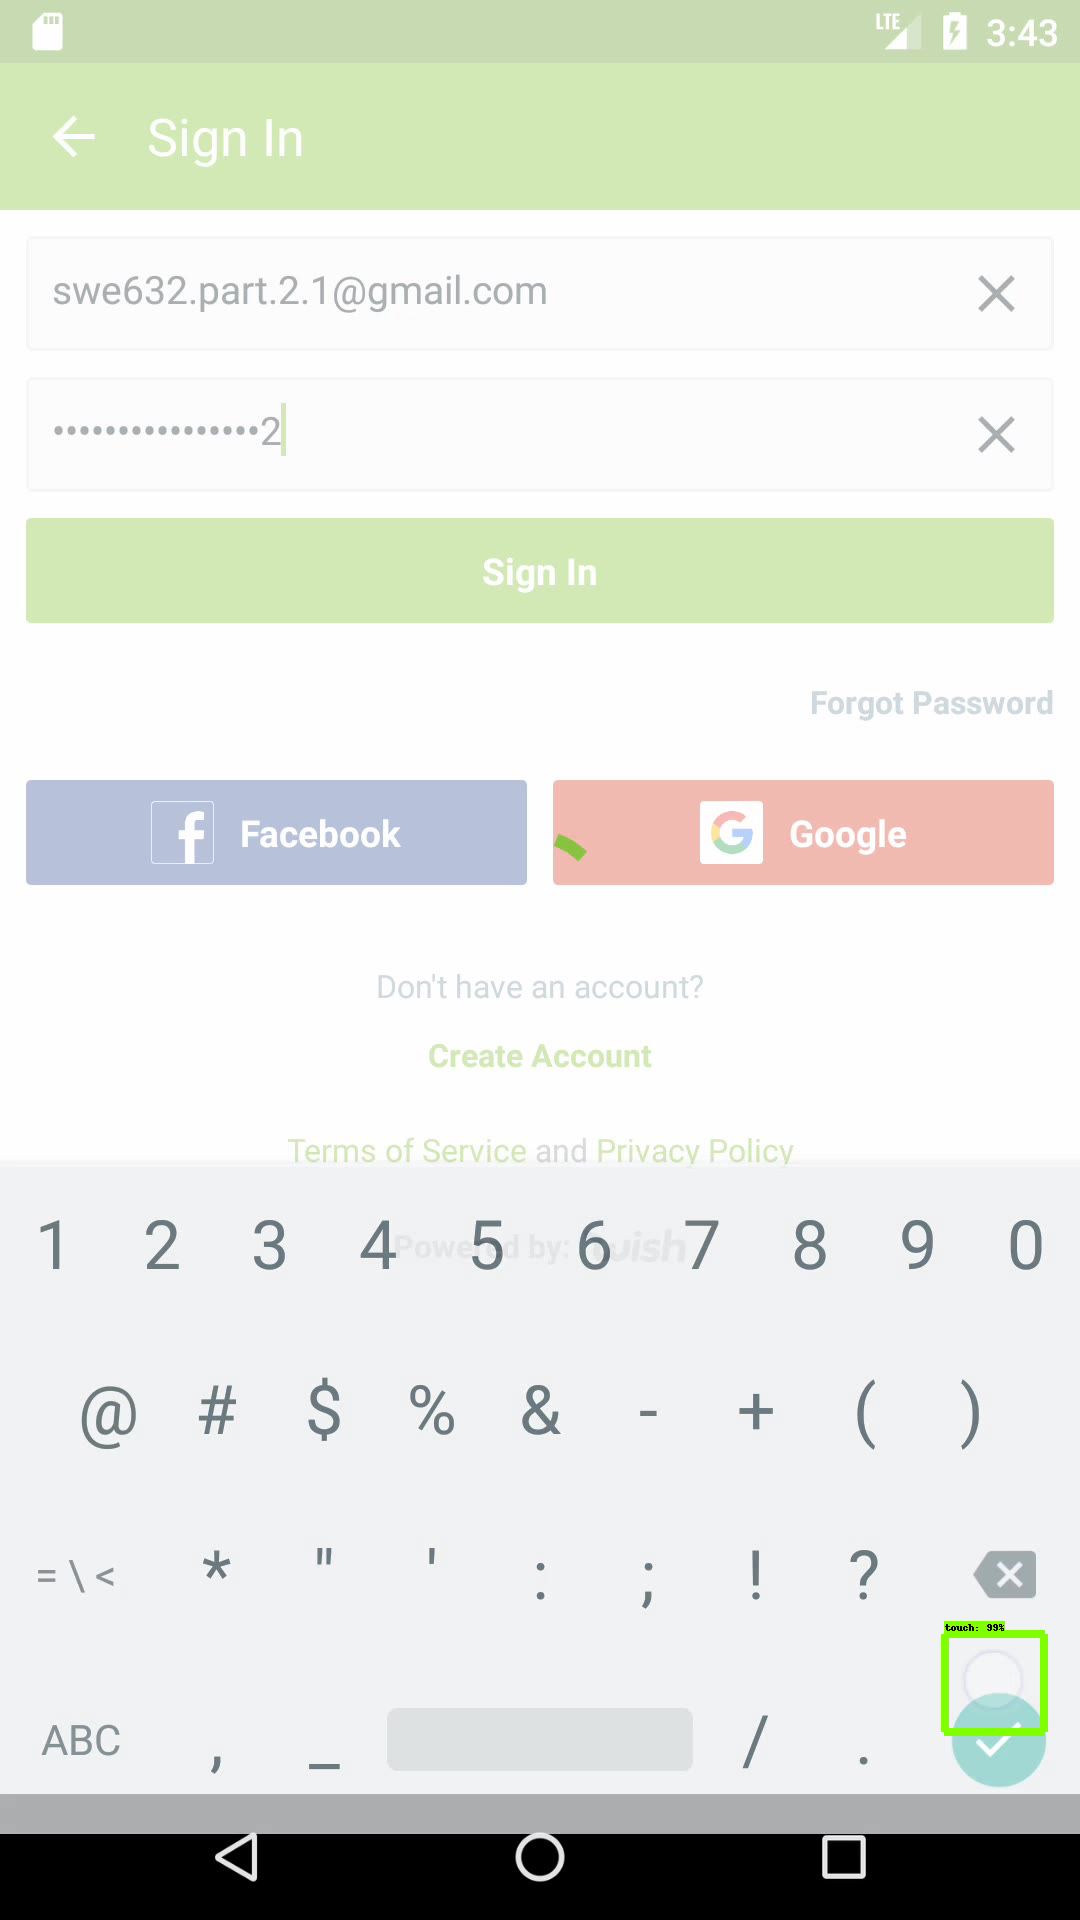 LTE 3:43
Sign In
swe632.part.2.1@gmail.com
••••••••••••••••2
Sign In
Forgot Password
Facebook Google
Don't have an account?
Create Account
Terms of Service and Privacy Policy
Powered by: wish
1 2 3 4 5 6 7 8 9 0
@ # $ % & - + ( )
= \ < * " ' : ; ! ?
touch: 99%
ABC , _ / .